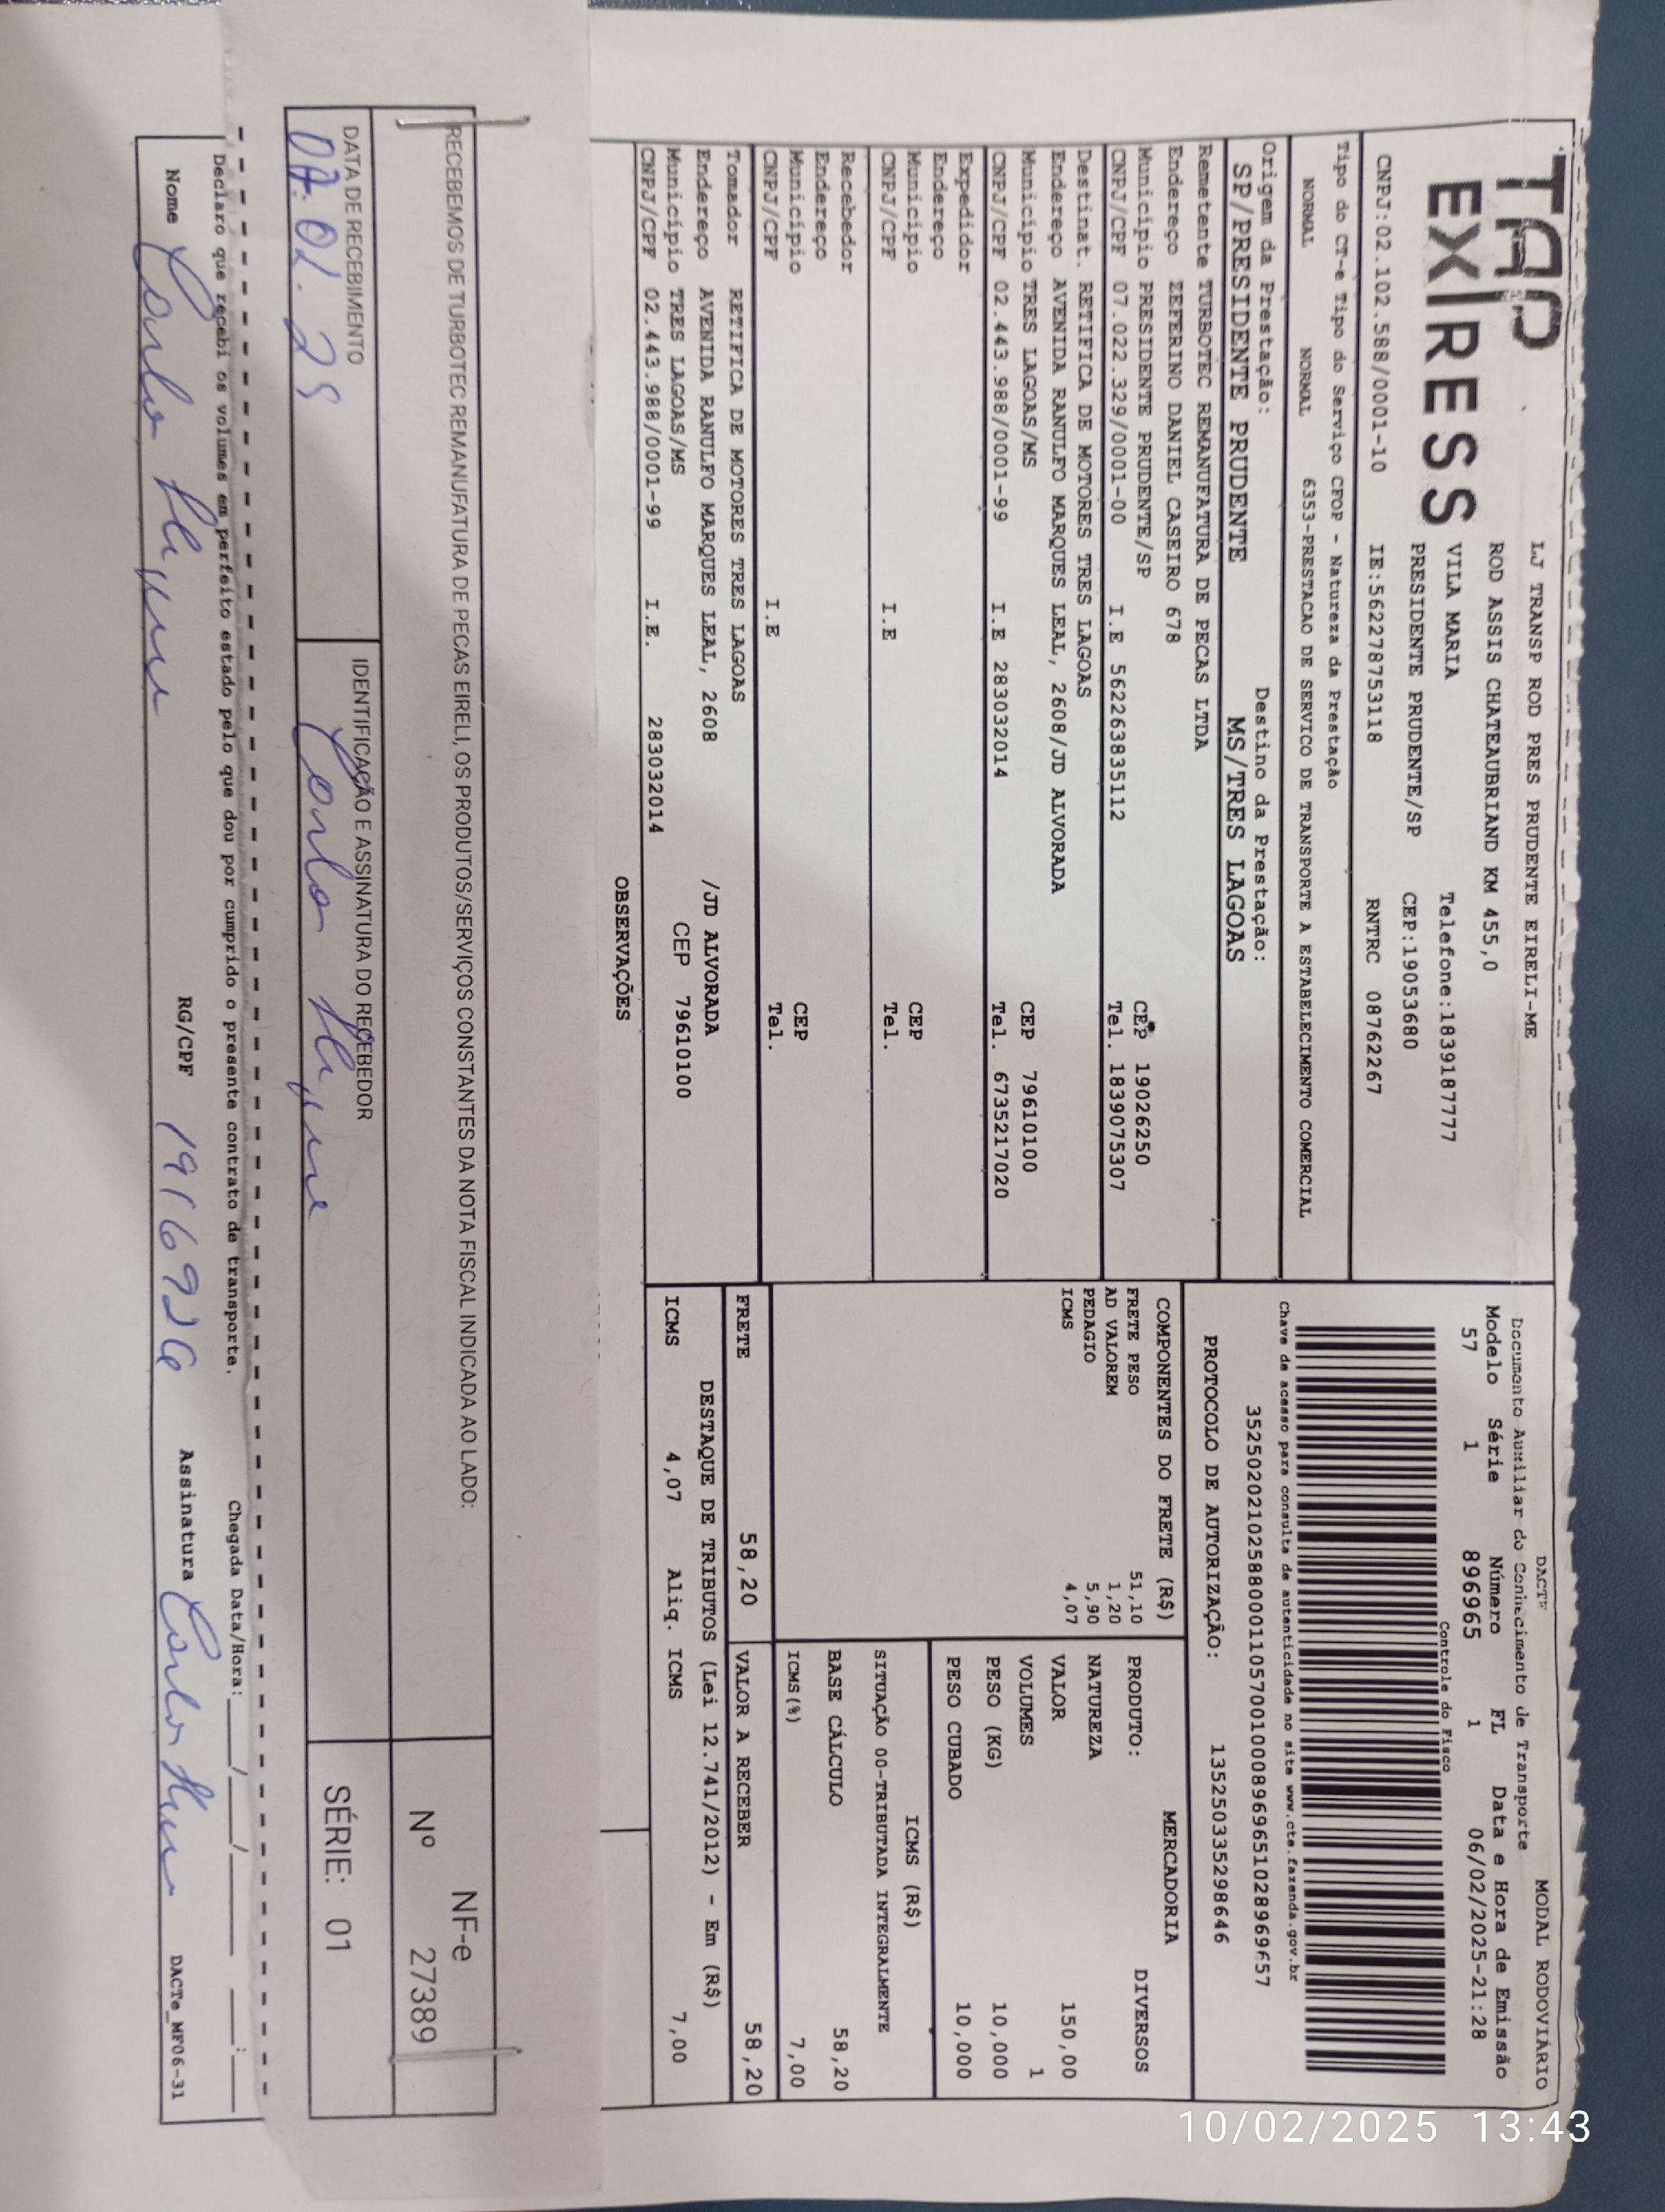 TAP
EX|RESS
LJ TRANSP ROD PRES PRUDENTE EIRELI-ME
ROD ASSIS CHATEAUBRIAND KM 455,0
VILA MARIA Telefone:1839187777
PRESIDENTE PRUDENTE/SP CEP:19053680
CNPJ:02.102.588/0001-10 IE:562278753118 RNTRC 08762267
Tipo do CT-e Tipo do Serviço CFOP - Natureza da Prestação
NORMAL NORMAL 6353-PRESTACAO DE SERVICO DE TRANSPORTE A ESTABELECIMENTO COMERCIAL
Origem da Prestação: Destino da Prestação:
SP/PRESIDENTE PRUDENTE MS/TRES LAGOAS
Remetente TURBOTEC REMANUFATURA DE PECAS LTDA
Endereço ZEFERINO DANIEL CASEIRO 678
Município PRESIDENTE PRUDENTE/SP CEP 19026250
CNPJ/CPF 07.022.329/0001-00 I.E 562263835112 Tel. 1839075307
Destinat. RETIFICA DE MOTORES TRES LAGOAS
Endereço AVENIDA RANULFO MARQUES LEAL, 2608/JD ALVORADA
Município TRES LAGOAS/MS CEP 79610100
CNPJ/CPF 02.443.988/0001-99 I.E 283032014 Tel. 6735217020
Expedidor
Endereço
Município CEP
CNPJ/CPF I.E Tel.
Recebedor
Endereço
Município CEP
CNPJ/CPF I.E Tel.
Tomador RETIFICA DE MOTORES TRES LAGOAS
Endereço AVENIDA RANULFO MARQUES LEAL, 2608 /JD ALVORADA
Município TRES LAGOAS/MS CEP 79610100
CNPJ/CPF 02.443.988/0001-99 I.E. 283032014
OBSERVAÇÕES
DACTE MODAL RODOVIÁRIO
Documento Auxiliar do Conhecimento de Transporte
Modelo Série Número FL Data e Hora de Emissão
57 1 896965 1 06/02/2025-21:28
Controle do Fisco
Chave de acesso para consulta de autenticidade no site www.cte.fazenda.gov.br
35250202102588000110570010008969651028969657
PROTOCOLO DE AUTORIZAÇÃO: 135250333529864​6
COMPONENTES DO FRETE (R$)
FRETE PESO 51,10
AD VALOREM 1,20
PEDAGIO 5,90
ICMS 4,07
MERCADORIA
PRODUTO: DIVERSOS
NATUREZA
VALOR 150,00
VOLUMES 1
PESO (KG) 10,000
PESO CUBADO 10,000
ICMS (R$)
SITUAÇÃO 00-TRIBUTADA INTEGRALMENTE
BASE CÁLCULO 58,20
ICMS(%) 7,00
FRETE 58,20 VALOR A RECEBER 58,20
DESTAQUE DE TRIBUTOS (Lei 12.741/2012) - Em (R$)
ICMS 4,07 Aliq. ICMS 7,00
RECEBEMOS DE TURBOTEC REMANUFATURA DE PECAS EIRELI, OS PRODUTOS/SERVIÇOS CONSTANTES DA NOTA FISCAL INDICADA AO LADO:
NF-e
Nº 27389
SÉRIE: 01
DATA DE RECEBIMENTO IDENTIFICAÇÃO E ASSINATURA DO RECEBEDOR
07.02.25
Chegada Data/Hora:___/___/______ ___:___
Declaro que recebi os volumes em perfeito estado pelo que dou por cumprido o presente contrato de transporte.
Nome RG/CPF 1916926 Assinatura DACTe_MF06-31
10/02/2025 13:43